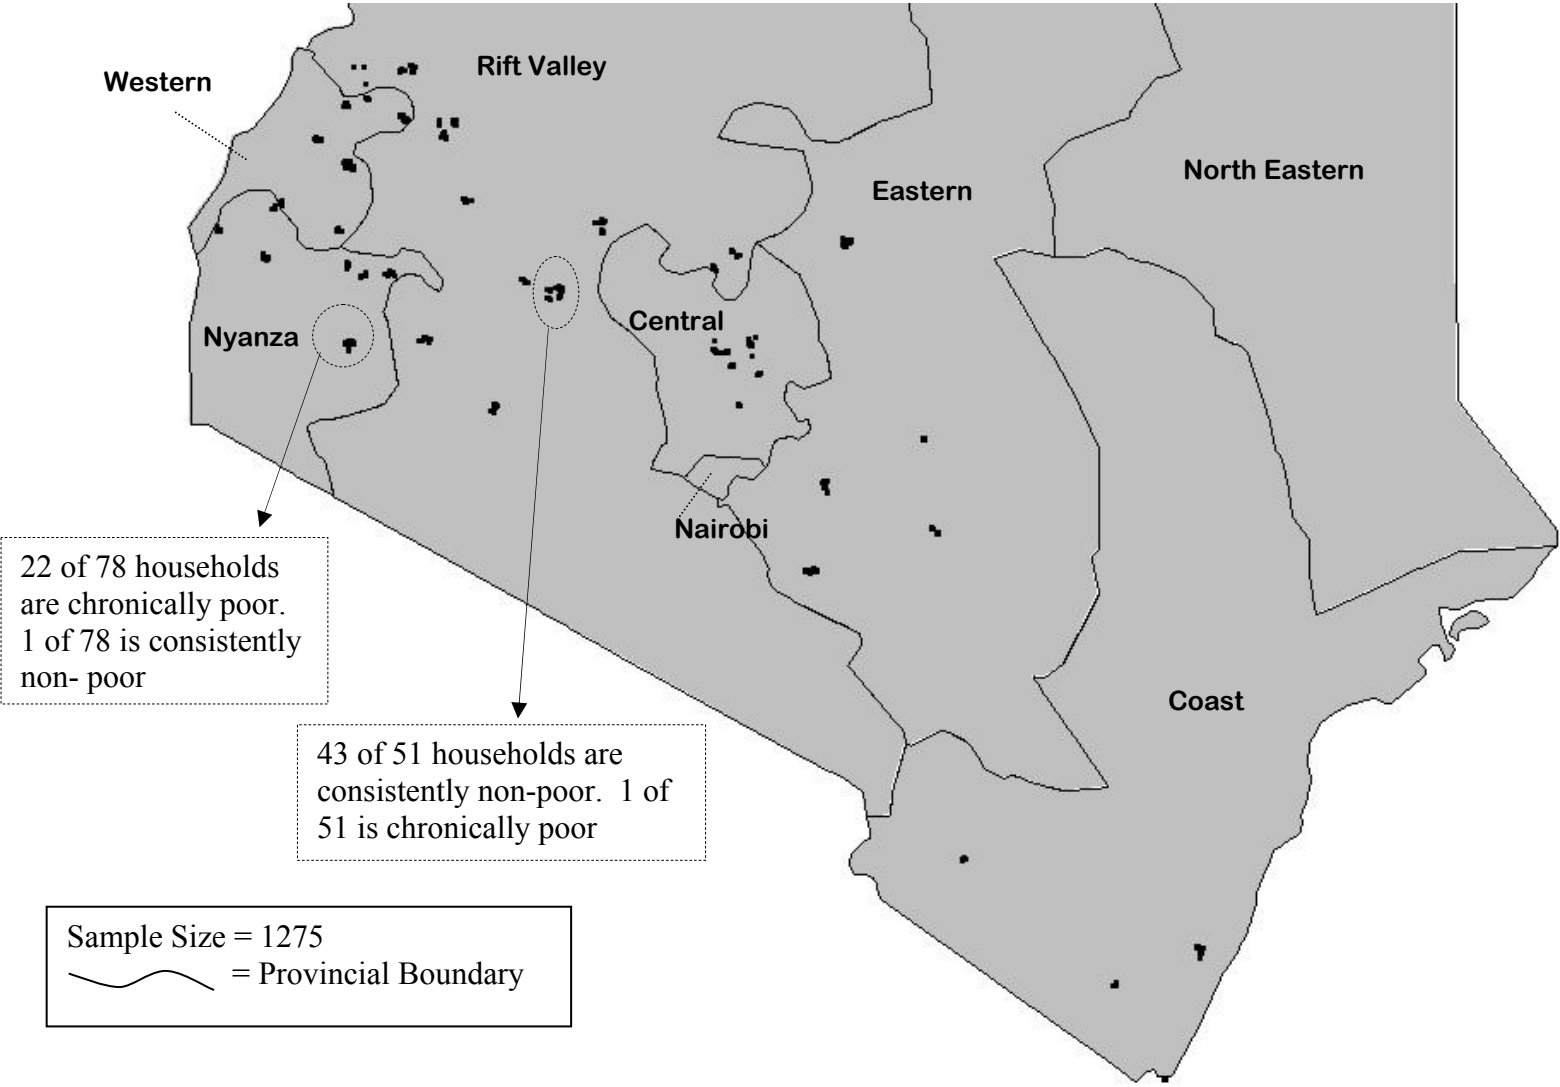 Rift Valley
Western
North Eastern
Eastern
Central
Nyanza
Nairobi
22 of 78 households
are chronically poor.
1 of 78 is consistently
non- poor
Coast
43 of 51 households are
consistently non-poor.  1 of
51 is chronically poor
Sample Size = 1275
= Provincial Boundary